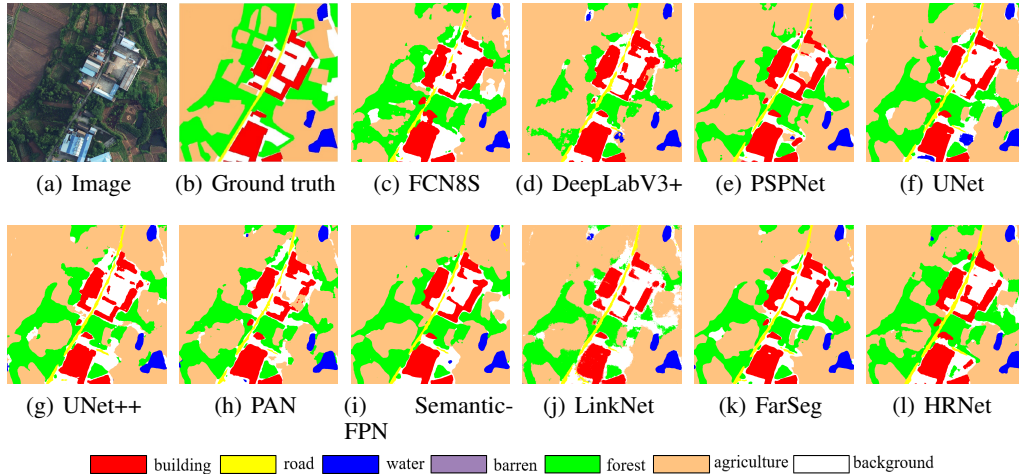 (a) Image
(b) Ground truth
(c) FCN8S
(d) DeepLabV3+
(e) PSPNet
(f) UNet
(g) UNet++
(h) PAN
(i) Semantic-
FPN
(j) LinkNet
(k) FarSeg
(l) HRNet
building road water barren forest agriculture background